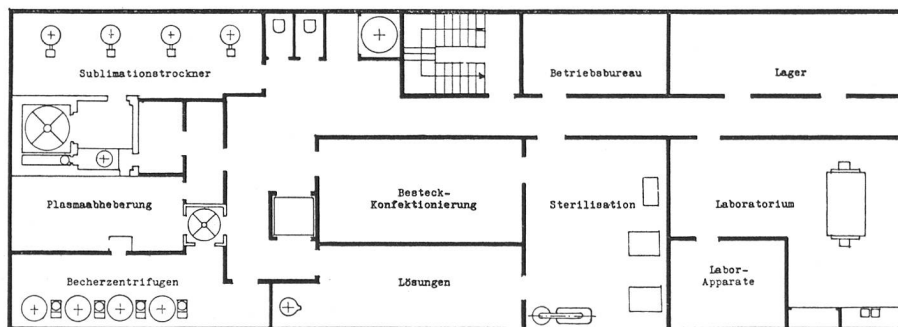 Sublimationstrockner
Betriebsbureau
Lager
Plasmaabheberung
Besteck-
Konfektionierung
Sterilisation
Laboratorium
Becherzentrifugen
Lösungen
Labor-
Apparate